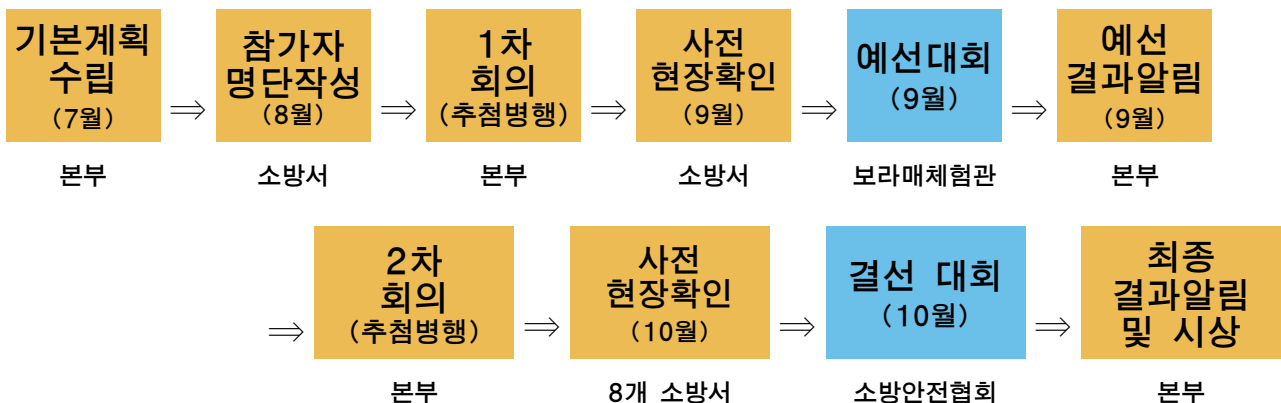 기본계획
수립
(7월)
⇒
참가자
명단작성
(8월)
⇒
1차
회의
(추첨병행)
⇒
사전
현장확인
(9월)
⇒
예선대회
(9월)
⇒
예선
결과알림
(9월)
본부
소방서
본부
소방서
보라매체험관
본부
⇒
2차
회의
(추첨병행)
⇒
사전
현장확인
(10월)
⇒
결선 대회
(10월)
⇒
최종
결과알림
및 시상
본부
8개 소방서
소방안전협회
본부